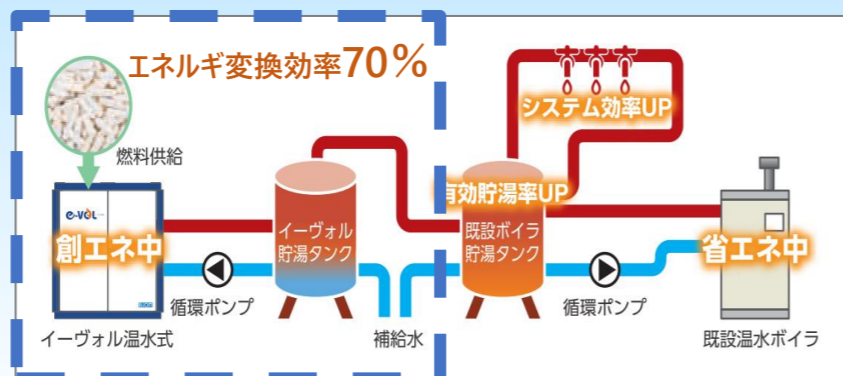 エネルギ変換効率70%
燃料供給
システム効率UP
有効貯湯率UP
e-VOL
創エネ中
イーヴォル
貯湯タンク
既設ボイラ
貯湯タンク
省エネ中
循環ポンプ
循環ポンプ
イーヴォル温水式
補給水
既設温水ボイラ